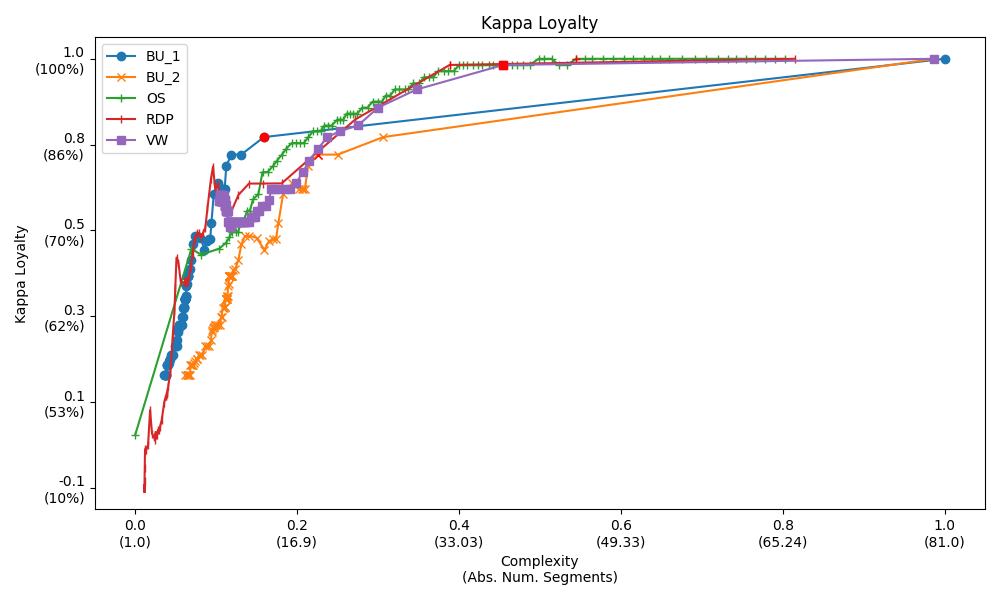 Kappa Loyalty
BU_1
BU_2
OS
RDP
VW
Kappa Loyalty
1.0
(100%)
0.8
(86%)
0.5
(70%)
0.3
(62%)
0.1
(53%)
-0.1
(10%)
0.0
(1.0)
0.2
(16.9)
0.4
(33.03)
0.6
(49.33)
0.8
(65.24)
1.0
(81.0)
Complexity
(Abs. Num. Segments)